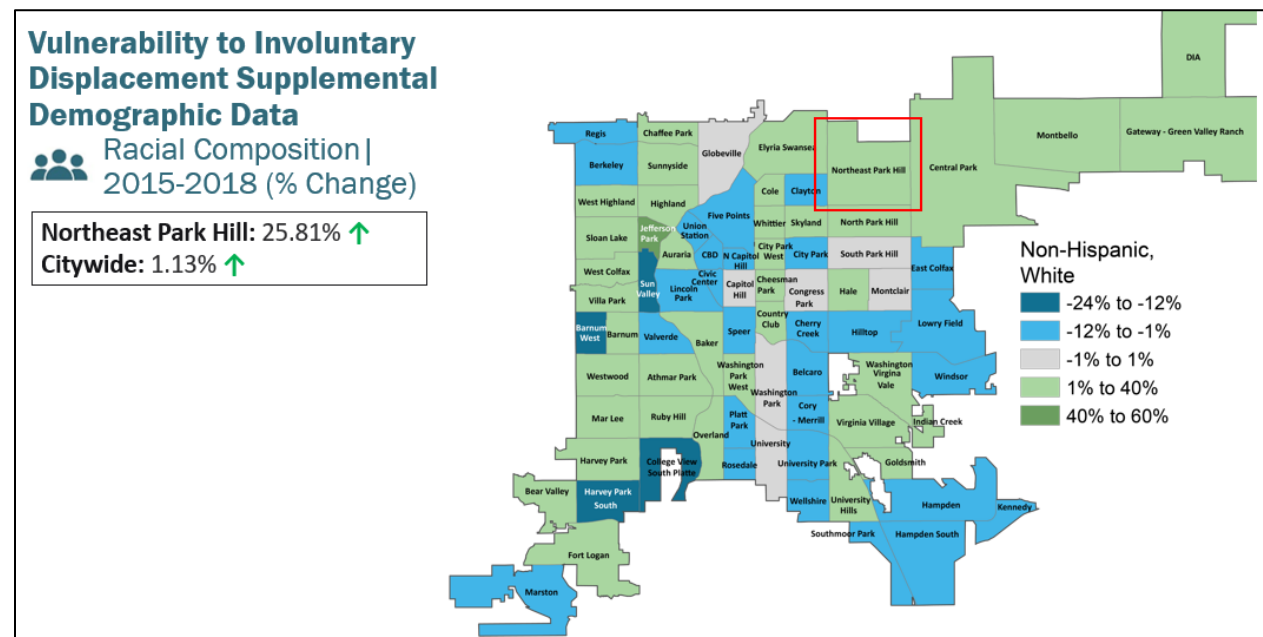 Vulnerability to Involuntary
Displacement Supplemental
Demographic Data
Racial Composition|
2015-2018 (% Change)
Northeast Park Hill: 25.81% ↑
Citywide: 1.13% ↑
DIA
Regis
Chaffee Park
Globeville
Elyria Swansea
Montbello
Gateway - Green Valley Ranch
Berkeley
Sunnyside
Northeast Park Hill
Central Park
Cole
Clayton
West Highland
Highland
Five Points
Union
Station
Whittier
Skyland
North Park Hill
Jefferson
Park
Sloan Lake
Auraria
CBD
N Capitol
Hill
City Park
West
City Park
South Park Hill
East Colfax
West Colfax
Civic
Center
Sun
Valley
Lincoln
Park
Capitol
Hill
Cheesman
Park
Congress
Park
Hale
Montclair
Villa Park
Country
Club
Barnum
West
Barnum
Valverde
Baker
Speer
Cherry
Creek
Hilltop
Lowry Field
Westwood
Athmar Park
Washington
Park
West
Washington
Park
Belcaro
Washington
Virgina
Vale
Windsor
Mar Lee
Ruby Hill
Overland
Platt
Park
Cory
- Merrill
Virginia Village
Indian Creek
University
Harvey Park
College View
South Platte
Rosedale
University Park
Goldsmith
Bear Valley
Harvey Park
South
Wellshire
University
Hills
Hampden
Kennedy
Southmoor Park
Hampden South
Fort Logan
Marston
Non-Hispanic,
White
-24% to -12%
-12% to -1%
-1% to 1%
1% to 40%
40% to 60%